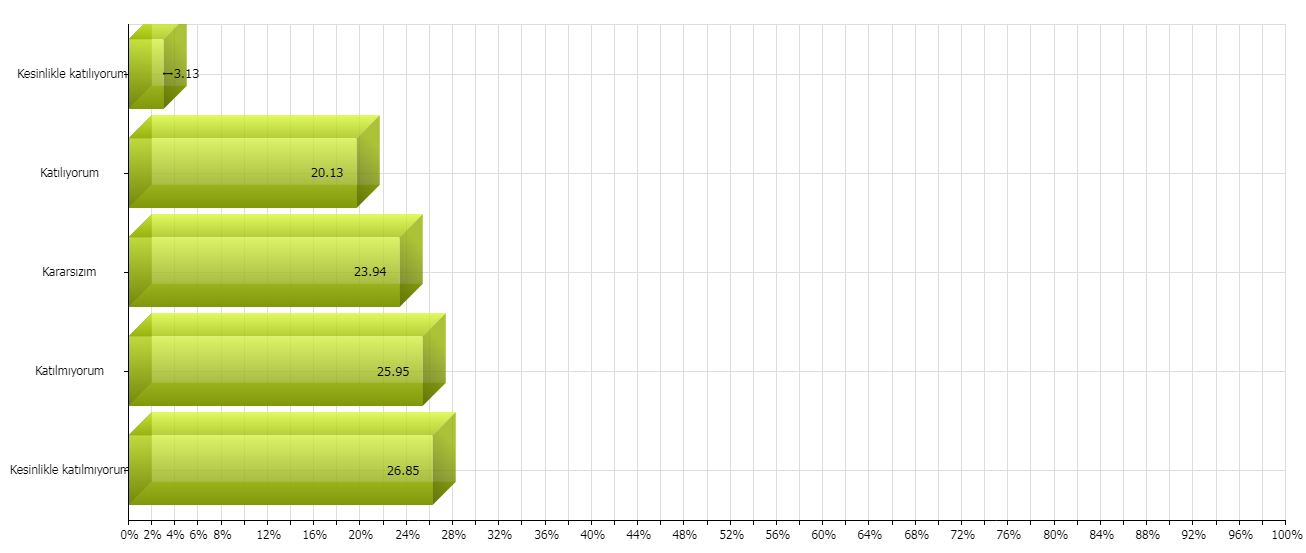 Kesinlikle katılıyorum
3.13
Katılıyorum
20.13
Kararsızım
23.94
Katılmıyorum
25.95
Kesinlikle katılmıyorum
26.85
0% 2% 4% 6% 8% 12% 16% 20% 24% 28% 32% 36% 40% 44% 48% 52% 56% 60% 64% 68% 72% 76% 80% 84% 88% 92% 96% 100%